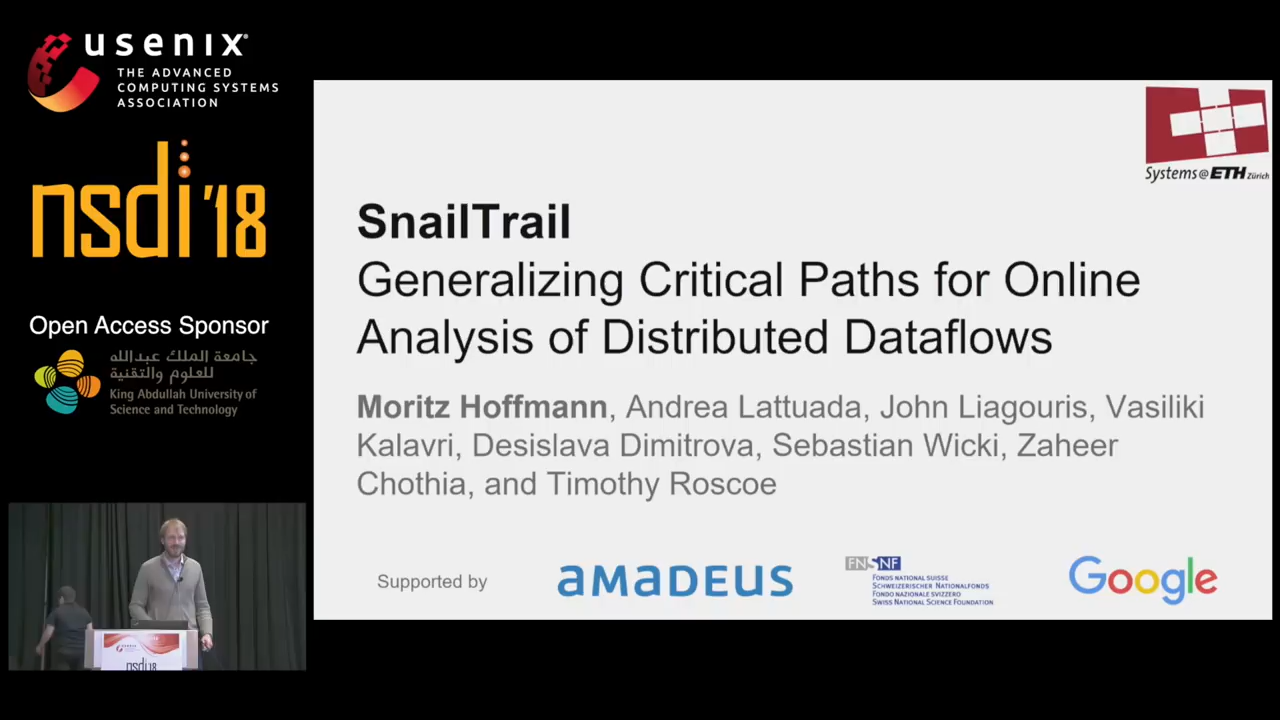 usenix
THE ADVANCED
COMPUTING SYSTEMS
ASSOCIATION
nsdi '18
Open Access Sponsor
جامعة الملك عبدالله
للعلوم والتقنية
King Abdullah University of
Science and Technology
Systems@ETH Zürich
SnailTrail
Generalizing Critical Paths for Online
Analysis of Distributed Dataflows
Moritz Hoffmann, Andrea Lattuada, John Liagouris, Vasiliki
Kalavri, Desislava Dimitrova, Sebastian Wicki, Zaheer
Chothia, and Timothy Roscoe
Supported by
amadeus
FNSNF
FONDS NATIONAL SUISSE
SCHWEIZERISCHER NATIONALFONDS
FONDO NAZIONALE SVIZZERO
SWISS NATIONAL SCIENCE FOUNDATION
Google
usenix
nsdi'18